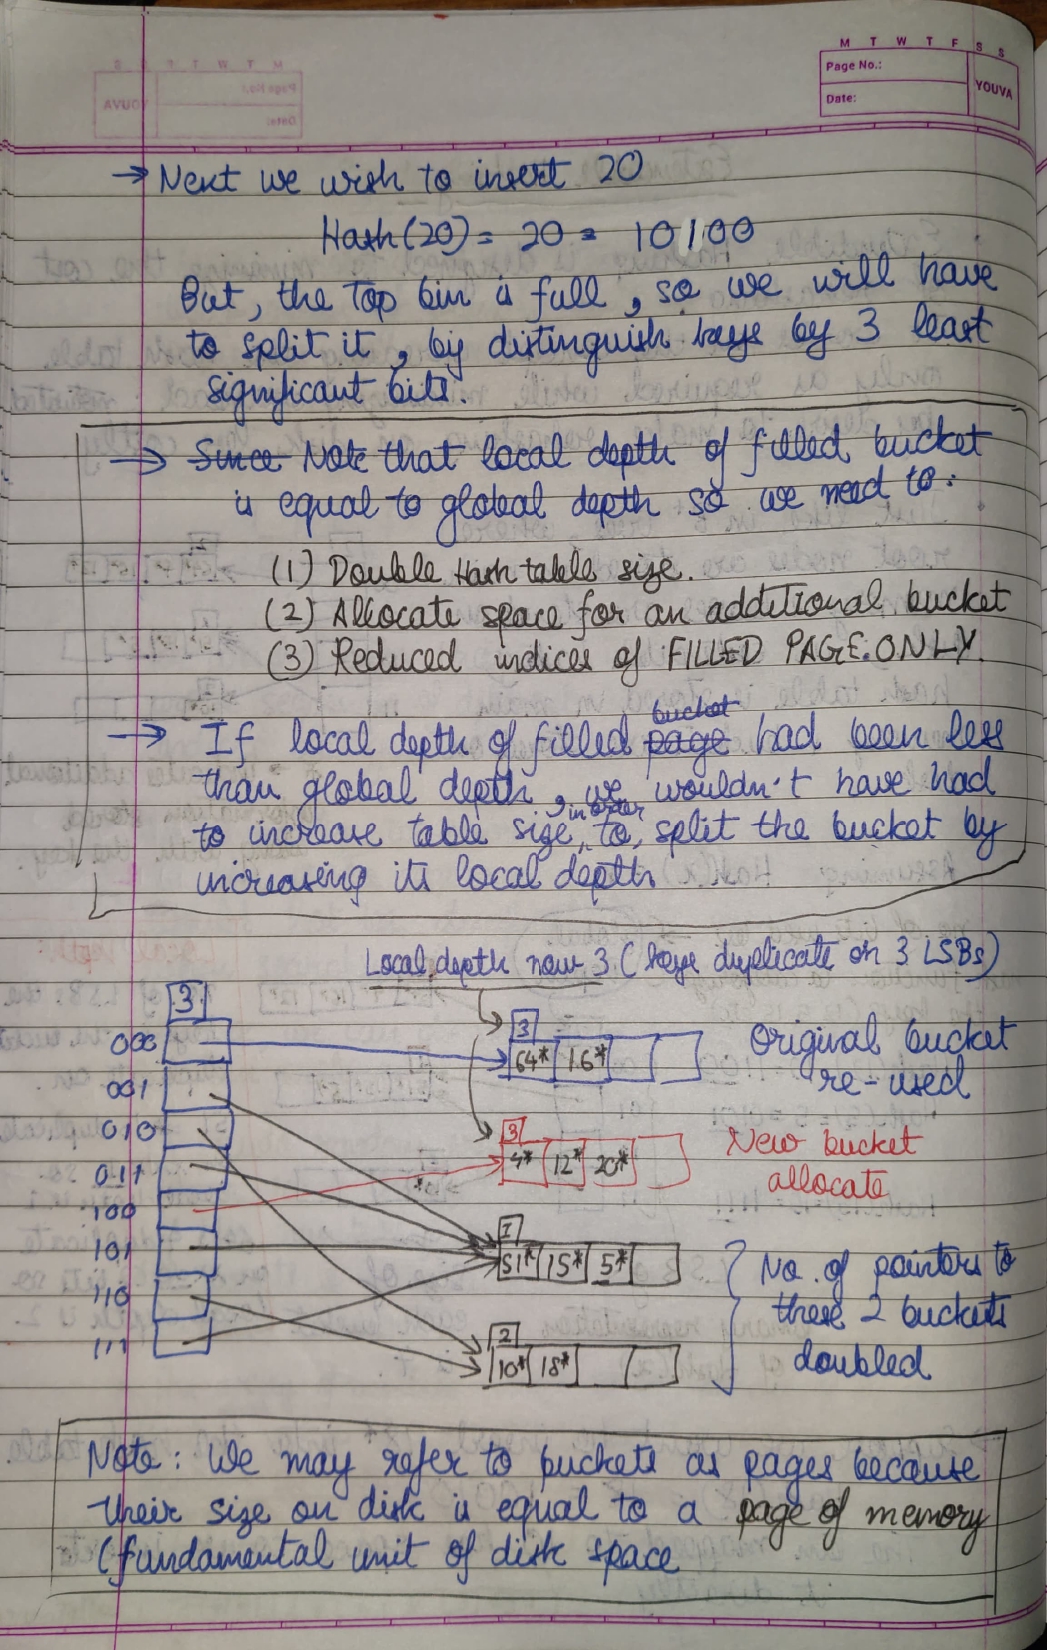 M T W T F S S
Page No.:
Date:
YOUVA
→ Next we wish to insert 20
Hash(20) = 20 = 10100
But, the top bin is full, so we will have
to split it, by distinguish keys by 3 least
significant bits.
→ Since Note that local depth of filled bucket
is equal to global depth so we need to:
(1) Double Hash table size.
(2) Allocate space for an additional bucket
(3) Reduced indices of FILLED PAGE ONLY.
→ If local depth of filled page bucket had been less
than global depth, we wouldn't have had
to increase table size, in order to, split the bucket by
increasing its local depth
Local depth now 3 (keys duplicate on 3 LSBs)
3
000
001
010
011
100
101
110
111
3
64* 16*
Original bucket
re-used
3
4* 12* 20*
New bucket
allocate
1
51* 15* 5*
2
10* 18*
No. of pointers to
these 2 buckets
doubled
Note: We may refer to buckets as pages because
their size on disk is equal to a page of memory
(fundamental unit of disk space